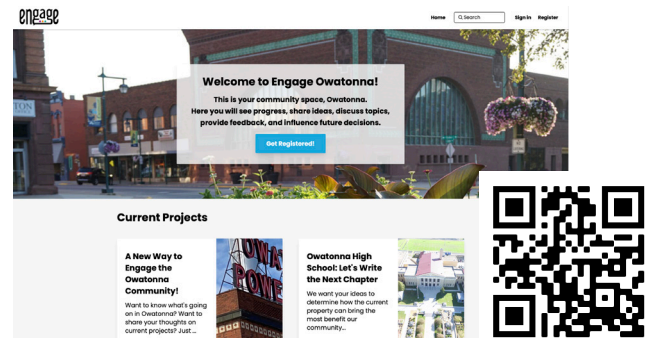 engage
Home
Search
Sign in
Register
TON
Welcome to Engage Owatonna!
This is your community space, Owatonna.
Here you will see progress, share ideas, discuss topics,
provide feedback, and influence future decisions.
Get Registered!
Current Projects
A New Way to
Engage the
Owatonna
Community!
Want to know what's going
on in Owatonna? Want to
share your thoughts on
current projects? Just ...
OWA
POWE
Owatonna High
School: Let's Write
the Next Chapter
We want your ideas to
determine how the current
property can bring the
most benefit our
community...